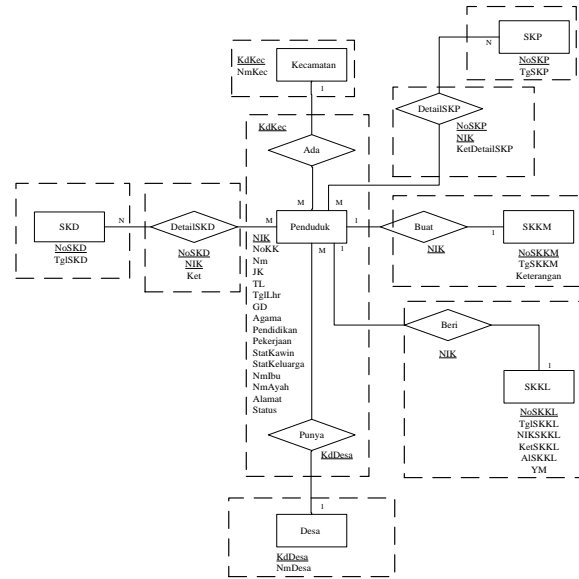 SKP
N
NoSKP
TgSKP
KdKec
NmKec
Kecamatan
1
DetailSKP
NoSKP
NIK
KetDetailSKP
KdKec
Ada
M
M
SKD
N
NoSKD
TglSKD
DetailSKD
NoSKD
NIK
Ket
M
Penduduk
1
M
1
NIK
NoKK
Nm
JK
TL
TglLhr
GD
Agama
Pendidikan
Pekerjaan
StatKawin
StatKeluarga
NmIbu
NmAyah
Alamat
Status
Buat
NIK
1
SKKM
NoSKKM
TgSKKM
Keterangan
Beri
NIK
1
SKKL
NoSKKL
TglSKKL
NIKSKKL
KetSKKL
AlSKKL
YM
Punya
KdDesa
1
Desa
KdDesa
NmDesa